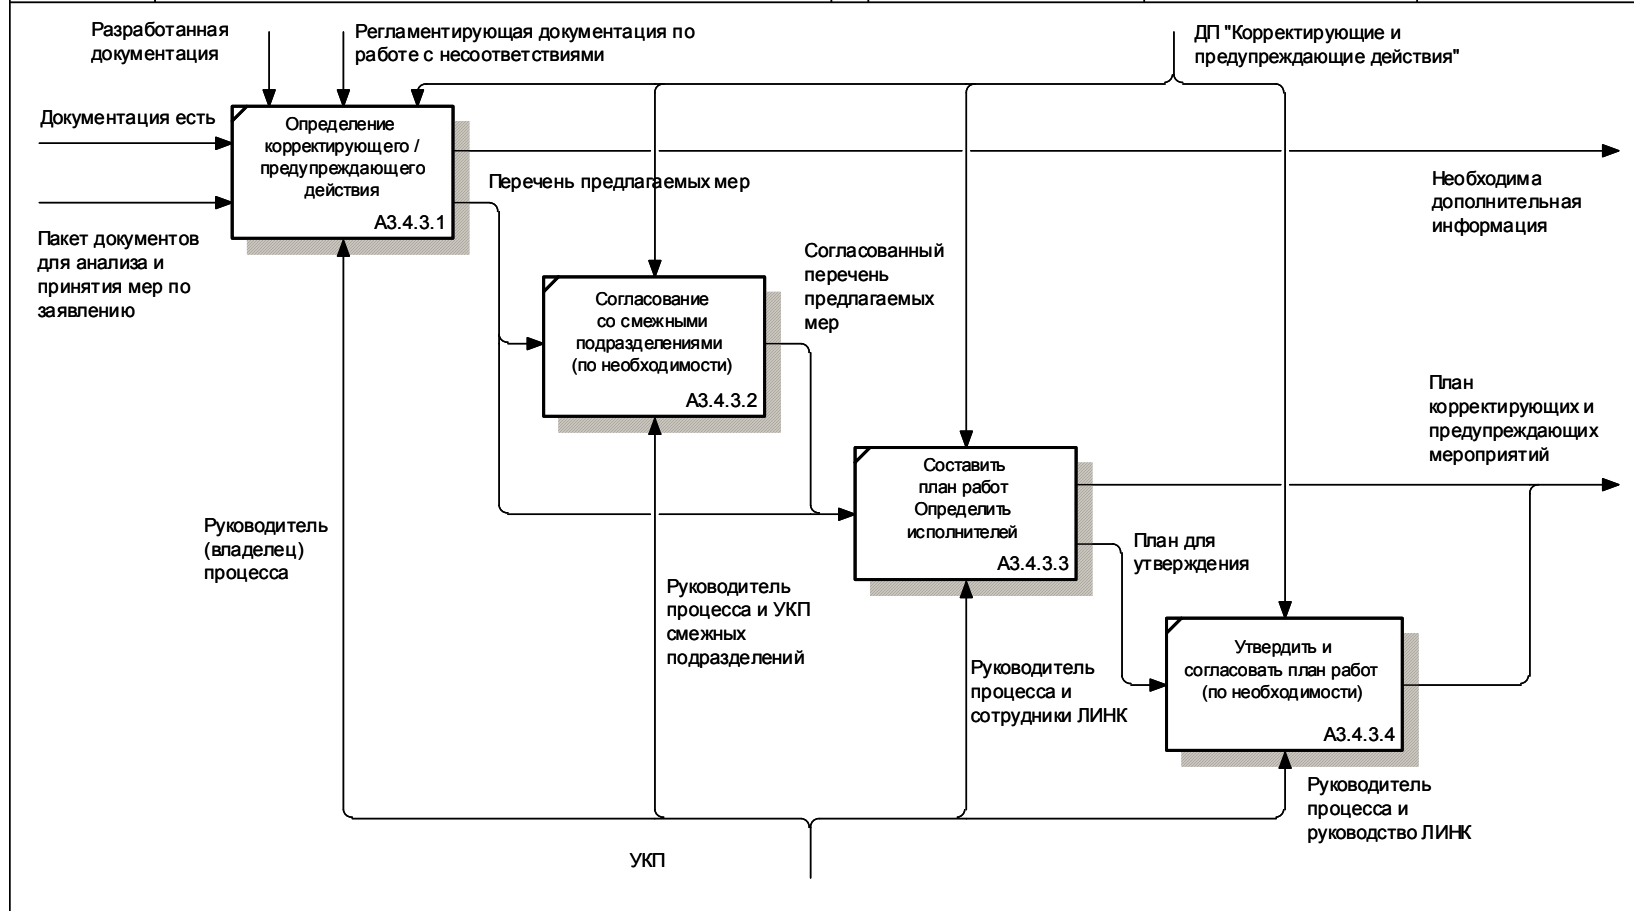 Разработанная
документация
Регламентирующая документация по
работе с несоответствиями
ДП "Корректирующие и
предупреждающие действия"
Документация есть
Определение
корректирующего /
предупреждающего
действия
А3.4.3.1
Перечень предлагаемых мер
Необходима
дополнительная
информация
Пакет документов
для анализа и
принятия мер по
заявлению
Согласованный
перечень
предлагаемых
мер
Согласование
со смежными
подразделениями
(по необходимости)
А3.4.3.2
План
корректирующих и
предупреждающих
мероприятий
Составить
план работ
Определить
исполнителей
А3.4.3.3
Руководитель
(владелец)
процесса
План для
утверждения
Руководитель
процесса и УКП
смежных
подразделений
Утвердить и
согласовать план работ
(по необходимости)
А3.4.3.4
Руководитель
процесса и
сотрудники ЛИНК
Руководитель
процесса и
руководство ЛИНК
УКП